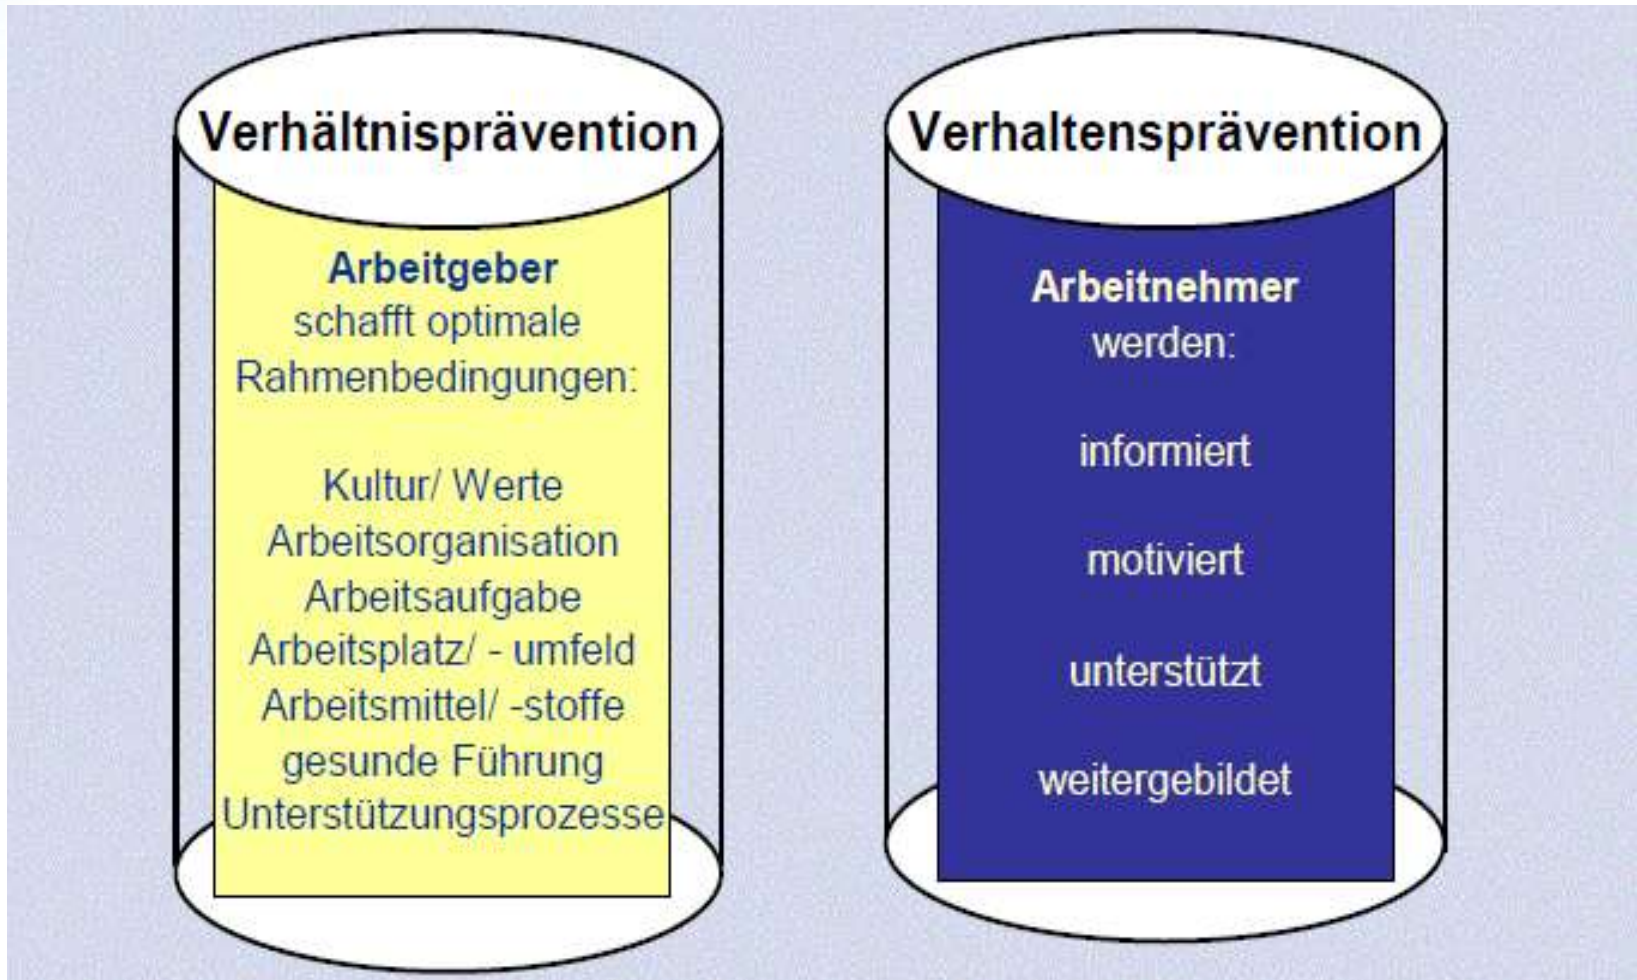 Verhältnisprävention
Arbeitgeber
schafft optimale
Rahmenbedingungen:
Kultur/ Werte
Arbeitsorganisation
Arbeitsaufgabe
Arbeitsplatz/ - umfeld
Arbeitsmittel/ -stoffe
gesunde Führung
Unterstützungsprozesse
Verhaltensprävention
Arbeitnehmer
werden:
informiert
motiviert
unterstützt
weitergebildet